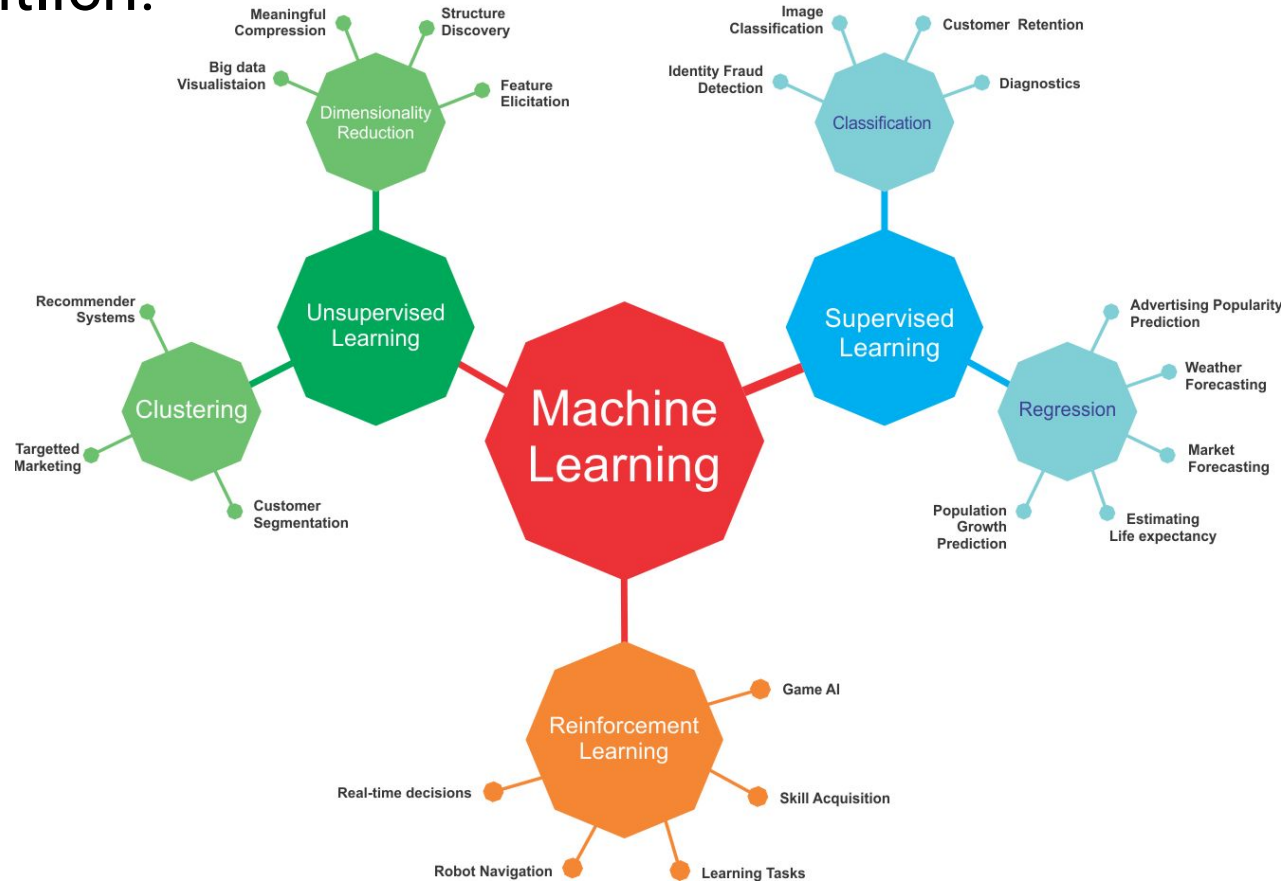 Meaningful
Compression
Structure
Discovery
Big data
Visualistaion
Feature
Elicitation
Dimensionality
Reduction
Image
Classification
Customer Retention
Identity Fraud
Detection
Diagnostics
Classification
Recommender
Systems
Unsupervised
Learning
Clustering
Targetted
Marketing
Customer
Segmentation
Machine
Learning
Supervised
Learning
Advertising Popularity
Prediction
Weather
Forecasting
Regression
Market
Forecasting
Population
Growth
Prediction
Estimating
Life expectancy
Reinforcement
Learning
Game AI
Real-time decisions
Skill Acquisition
Robot Navigation
Learning Tasks